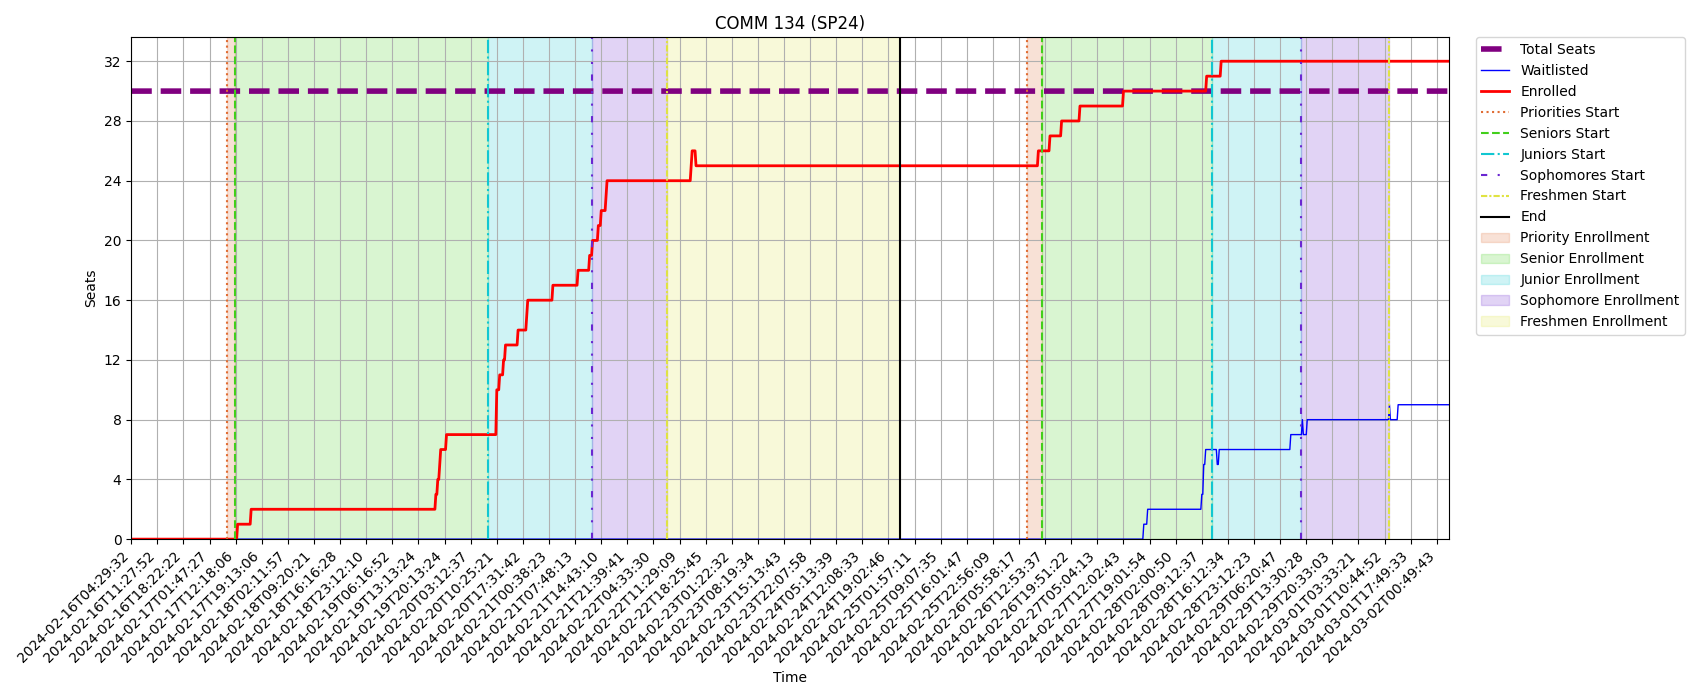 COMM 134 (SP24)
Total Seats
Waitlisted
Enrolled
Priorities Start
Seniors Start
Juniors Start
Sophomores Start
Freshmen Start
End
Priority Enrollment
Senior Enrollment
Junior Enrollment
Sophomore Enrollment
Freshmen Enrollment
Seats
32
28
24
20
16
12
8
4
0
2024-02-16T04:29:32
2024-02-16T11:27:52
2024-02-16T18:22:22
2024-02-17T01:47:27
2024-02-17T12:18:06
2024-02-17T19:13:06
2024-02-18T02:11:57
2024-02-18T09:20:21
2024-02-18T16:16:28
2024-02-18T23:12:10
2024-02-19T06:16:52
2024-02-19T13:13:24
2024-02-19T20:13:24
2024-02-20T03:12:37
2024-02-20T10:25:21
2024-02-20T17:31:42
2024-02-21T00:38:23
2024-02-21T07:48:13
2024-02-21T14:43:10
2024-02-21T21:39:41
2024-02-22T04:33:30
2024-02-22T11:29:09
2024-02-22T18:25:45
2024-02-23T01:22:32
2024-02-23T08:19:34
2024-02-23T15:13:43
2024-02-23T22:07:58
2024-02-24T05:13:39
2024-02-24T12:08:33
2024-02-24T19:02:46
2024-02-25T01:57:11
2024-02-25T09:07:35
2024-02-25T16:01:47
2024-02-25T22:56:09
2024-02-26T05:58:17
2024-02-26T12:53:37
2024-02-26T19:51:22
2024-02-27T05:04:13
2024-02-27T12:02:43
2024-02-27T19:01:54
2024-02-28T02:00:50
2024-02-28T09:12:37
2024-02-28T16:12:34
2024-02-28T23:12:23
2024-02-29T06:20:47
2024-02-29T13:30:28
2024-02-29T20:33:03
2024-03-01T03:33:21
2024-03-01T10:44:52
2024-03-01T17:49:33
2024-03-02T00:49:43
Time